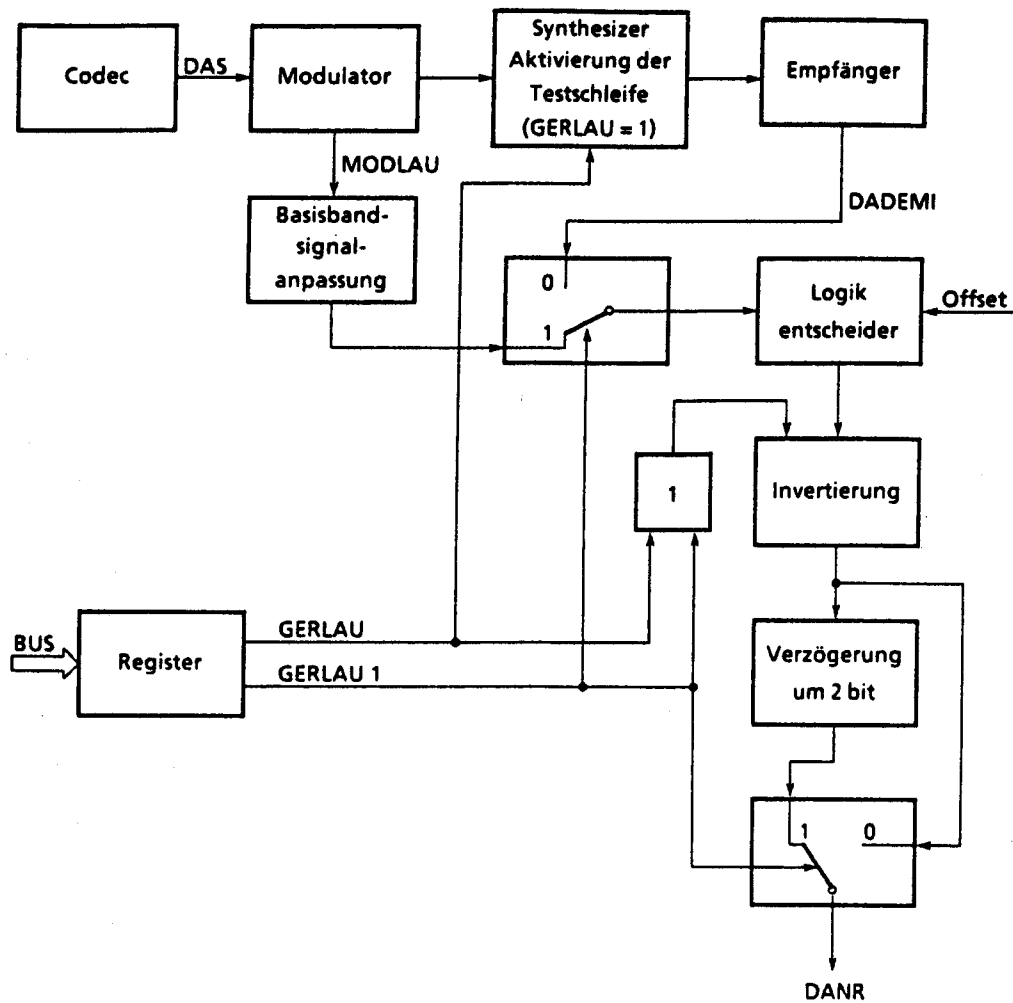 Codec
DAS
Modulator
Synthesizer
Aktivierung der
Testschleife
(GERLAU = 1)
Empfänger
MODLAU
DADEMI
Basisband-
signal-
anpassung
0
1
Logik
entscheider
Offset
1
Invertierung
BUS
Register
GERLAU
GERLAU 1
Verzögerung
um 2 bit
1 0
DANR